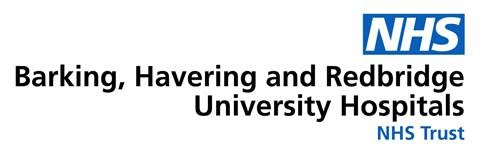 NHS
Barking, Havering and Redbridge
University Hospitals
NHS Trust